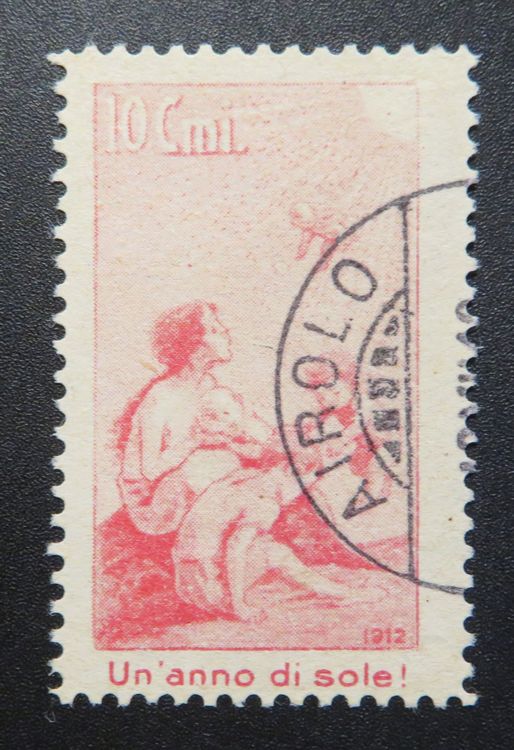 10 Cmi.
AIROLO
1912
Un'anno di sole!